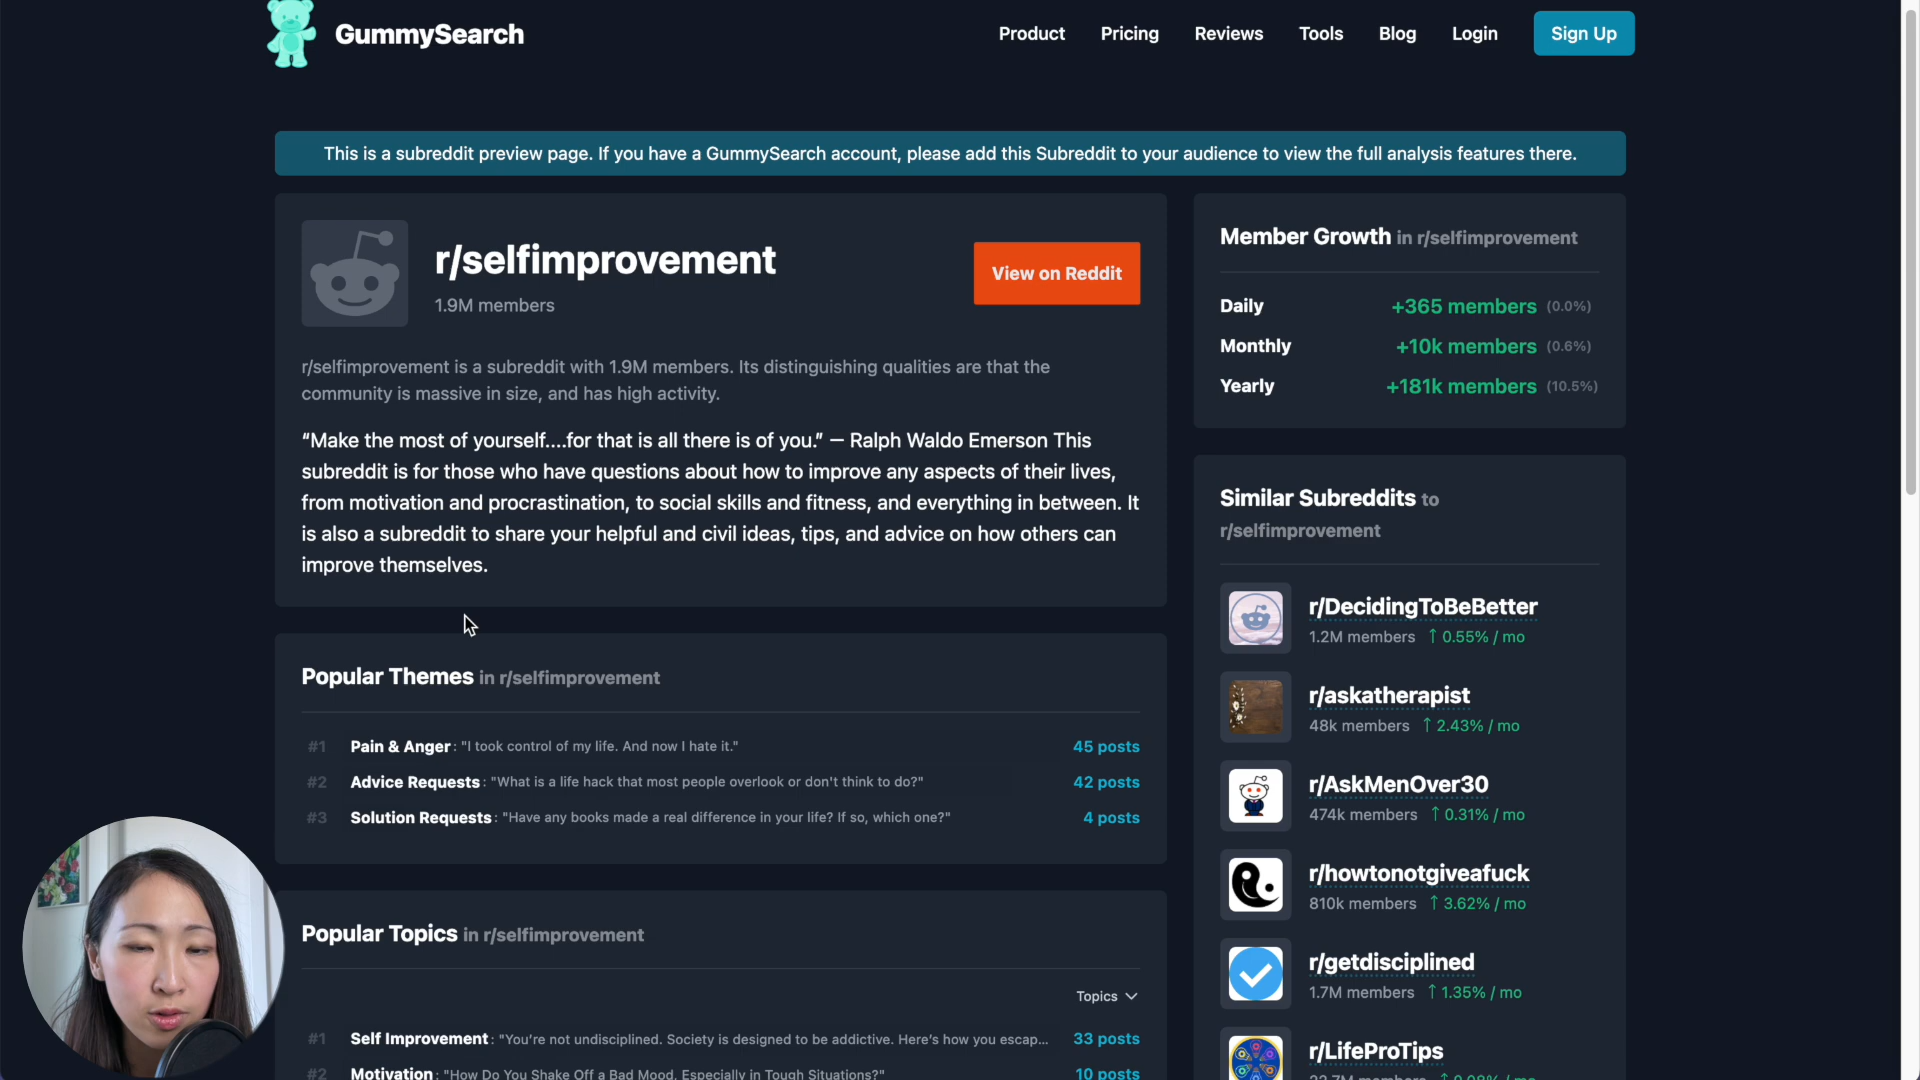 GummySearch
Product
Pricing
Reviews
Tools
Blog
Login
Sign Up
This is a subreddit preview page. If you have a GummySearch account, please add this Subreddit to your audience to view the full analysis features there.
r/selfimprovement
1.9M members
View on Reddit
r/selfimprovement is a subreddit with 1.9M members. Its distinguishing qualities are that the
community is massive in size, and has high activity.
“Make the most of yourself....for that is all there is of you.” — Ralph Waldo Emerson This
subreddit is for those who have questions about how to improve any aspects of their lives,
from motivation and procrastination, to social skills and fitness, and everything in between. It
is also a subreddit to share your helpful and civil ideas, tips, and advice on how others can
improve themselves.
Popular Themes in r/selfimprovement
#1 Pain & Anger: "I took control of my life. And now I hate it." 45 posts
#2 Advice Requests: "What is a life hack that most people overlook or don't think to do?" 42 posts
#3 Solution Requests: "Have any books made a real difference in your life? If so, which one?" 4 posts
Popular Topics in r/selfimprovement
Topics
#1 Self Improvement: "You're not undisciplined. Society is designed to be addictive. Here's how you escap... 33 posts
#2 Motivation: "How Do You Shake Off a Bad Mood, Especially in Tough Situations?" 10 posts
Member Growth in r/selfimprovement
Daily +365 members (0.0%)
Monthly +10k members (0.6%)
Yearly +181k members (10.5%)
Similar Subreddits to
r/selfimprovement
r/DecidingToBeBetter
1.2M members ↑ 0.55% / mo
r/askatherapist
48k members ↑ 2.43% / mo
r/AskMenOver30
474k members ↑ 0.31% / mo
r/howtonotgiveafuck
810k members ↑ 3.62% / mo
r/getdisciplined
1.7M members ↑ 1.35% / mo
r/LifeProTips